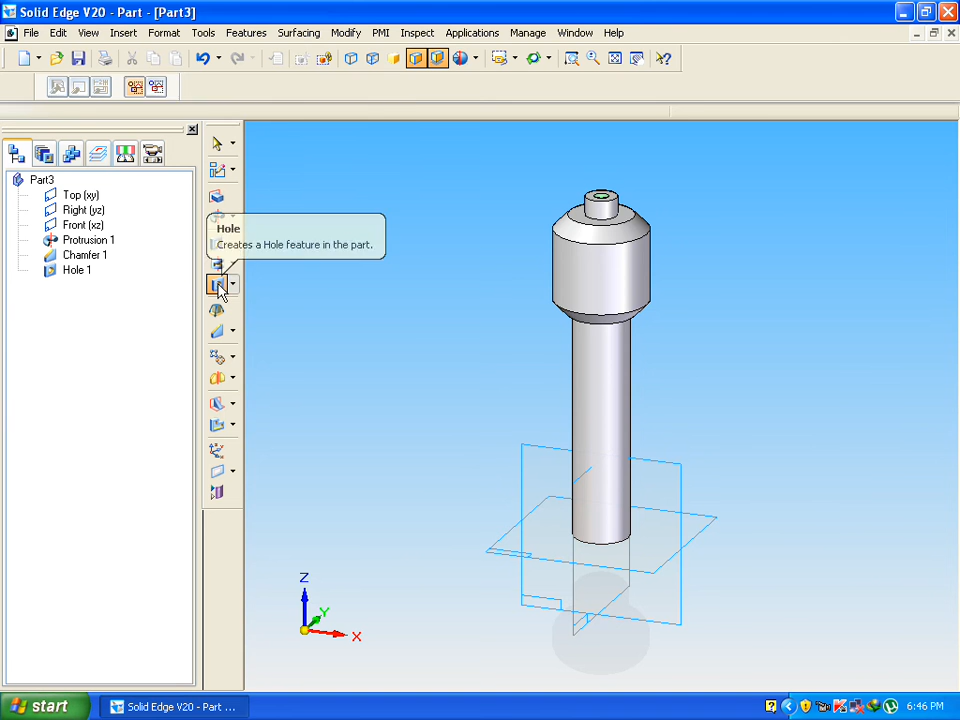 Solid Edge V20 - Part - [Part3]
File Edit View Insert Format Tools Features Surfacing Modify PMI Inspect Applications Manage Window Help
Part3
Top (xy)
Right (yz)
Front (xz)
Protrusion 1
Chamfer 1
Hole 1
Hole
Creates a Hole feature in the part.
Z
Y
X
start
Solid Edge V20 - Part ...
6:46 PM